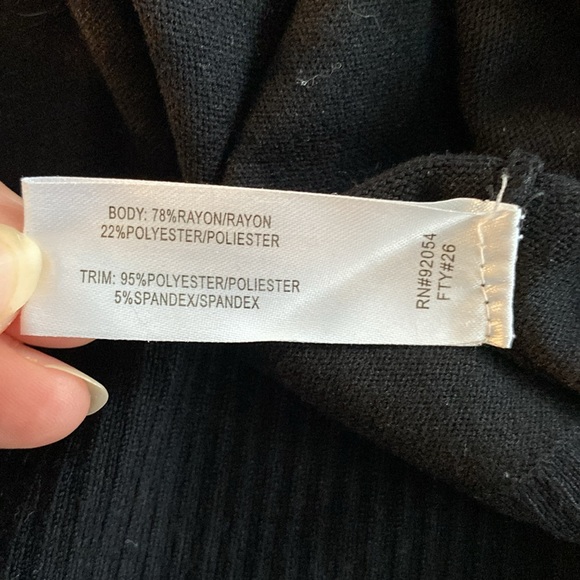 BODY: 78%RAYON/RAYON
22%POLYESTER/POLIESTER
TRIM: 95%POLYESTER/POLIESTER
5%SPANDEX/SPANDEX
RN#92054
FTY#26